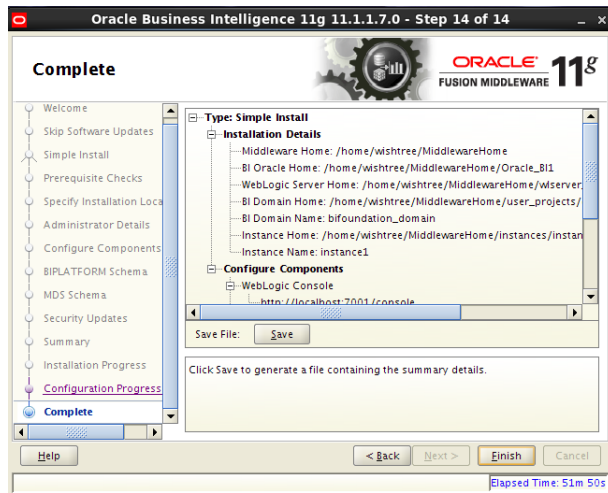 Oracle Business Intelligence 11g 11.1.1.7.0 - Step 14 of 14
Complete
ORACLE
FUSION MIDDLEWARE 11g
Welcome
Skip Software Updates
Simple Install
Prerequisite Checks
Specify Installation Loca
Administrator Details
Configure Components
BIPLATFORM Schema
MDS Schema
Security Updates
Summary
Installation Progress
Configuration Progress
Complete
Type: Simple Install
Installation Details
Middleware Home: /home/wishtree/MiddlewareHome
BI Oracle Home: /home/wishtree/MiddlewareHome/Oracle_BI1
WebLogic Server Home: /home/wishtree/MiddlewareHome/wlserver
BI Domain Home: /home/wishtree/MiddlewareHome/user_projects/
BI Domain Name: bifoundation_domain
Instance Home: /home/wishtree/MiddlewareHome/instances/instan
Instance Name: instance1
Configure Components
WebLogic Console
http://localhost:7001/console
Save File: Save
Click Save to generate a file containing the summary details.
Help < Back Next > Finish Cancel
Elapsed Time: 51m 50s